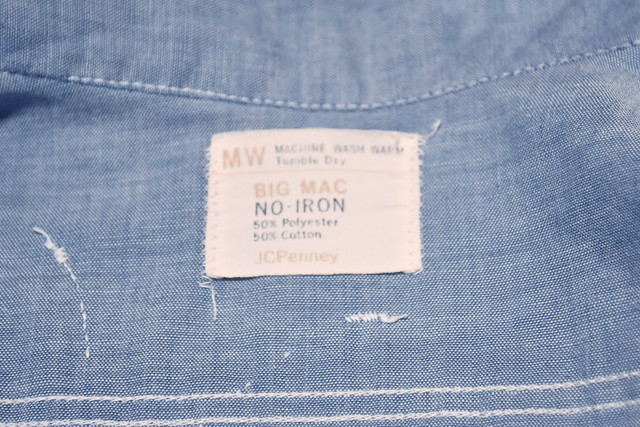 MW MACHINE WASH WARM
Tumble Dry
BIG MAC
NO-IRON
50% Polyester
50% Cotton
JCPenney